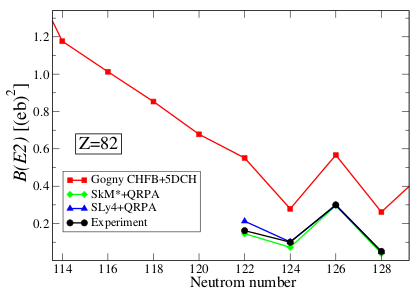 1.2
1.0
0.8
0.6
0.4
0.2
B(E2) [(eb)²]
Z=82
Gogny CHFB+5DCH
SkM*+QRPA
SLy4+QRPA
Experiment
114 116 118 120 122 124 126 128
Neutrom number